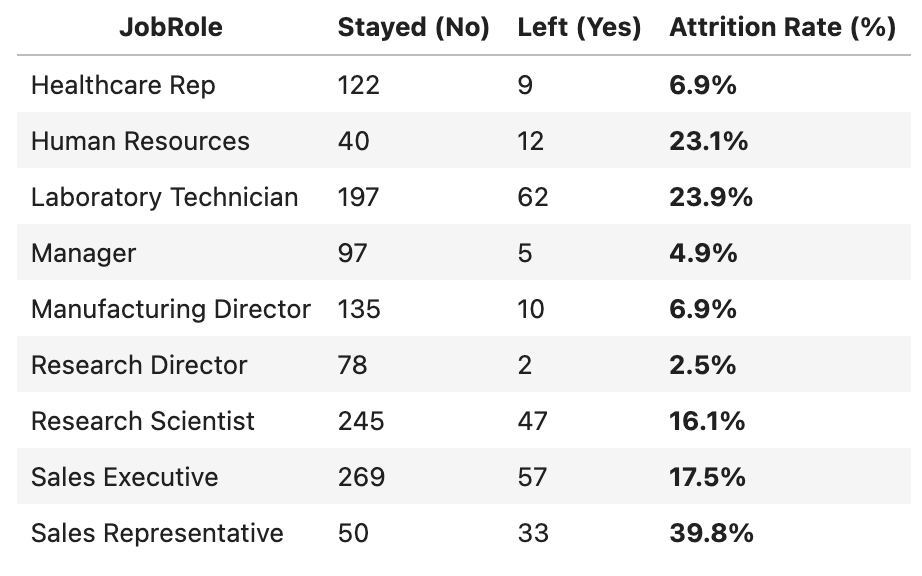 JobRole Stayed (No) Left (Yes) Attrition Rate (%)
Healthcare Rep 122 9 6.9%
Human Resources 40 12 23.1%
Laboratory Technician 197 62 23.9%
Manager 97 5 4.9%
Manufacturing Director 135 10 6.9%
Research Director 78 2 2.5%
Research Scientist 245 47 16.1%
Sales Executive 269 57 17.5%
Sales Representative 50 33 39.8%